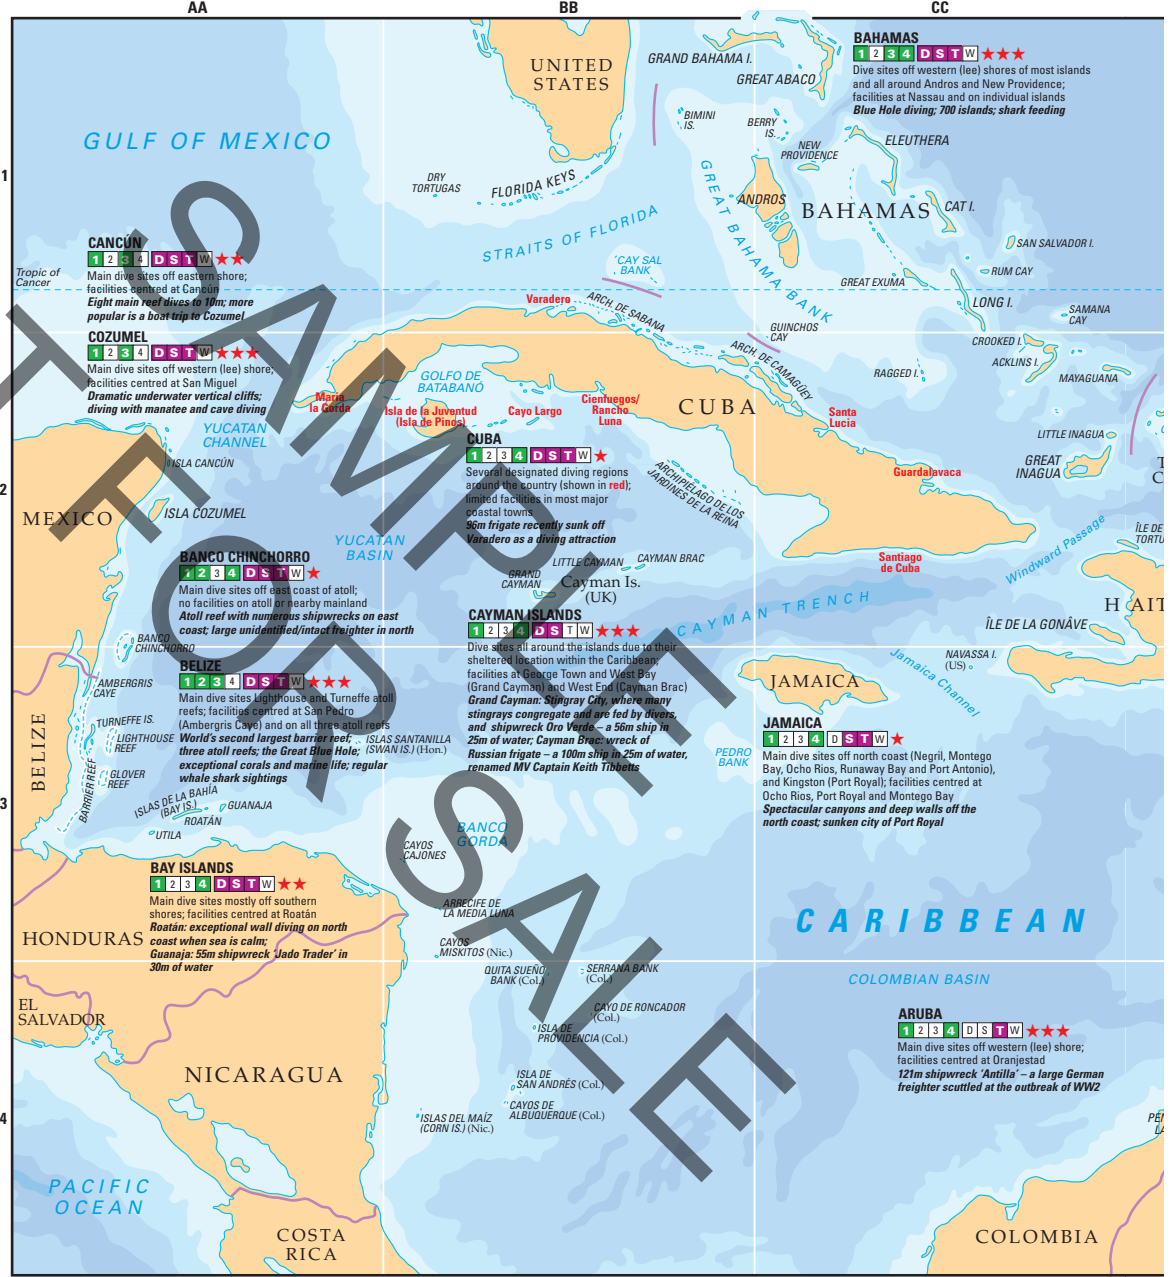 AA
BB
CC
1
2
3
4
UNITED
STATES
GULF OF MEXICO
DRY
TORTUGAS
FLORIDA KEYS
STRAITS OF FLORIDA
GRAND BAHAMA I.
GREAT ABACO
BIMINI
IS.
BERRY
IS.
NEW
PROVIDENCE
ELEUTHERA
GREAT BAHAMA BANK
ANDROS
BAHAMAS
CAT I.
SAN SALVADOR I.
RUM CAY
GREAT EXUMA
LONG I.
SAMANA
CAY
CROOKED I.
ACKLINS I.
MAYAGUANA
RAGGED I.
LITTLE INAGUA
GREAT
INAGUA
CAY SAL
BANK
GUINCHOS
CAY
BAHAMAS
1 2 3 4 D S T W ★★★
Dive sites off western (lee) shores of most islands
and all around Andros and New Providence;
facilities at Nassau and on individual islands
Blue Hole diving; 700 islands; shark feeding
Tropic of
Cancer
CANCÚN
1 2 3 4 D S T W ★★
Main dive sites off eastern shore;
facilities centred at Cancún
Eight main reef dives to 10m; more
popular is a boat trip to Cozumel
COZUMEL
1 2 3 4 D S T W ★★★
Main dive sites off western (lee) shore;
facilities centred at San Miguel
Dramatic underwater vertical cliffs;
diving with manatee and cave diving
YUCATAN
CHANNEL
ISLA CANCÚN
ISLA COZUMEL
MEXICO
YUCATAN
BASIN
Varadero
ARCH. DE SABANA
ARCH. DE CAMAGÜEY
GOLFO DE
BATABANÓ
María
la Gorda
Isla de la Juventud
(Isla de Pinos)
Cayo Largo
Cienfuegos/
Rancho
Luna
CUBA
Santa
Lucia
Guardalavaca
Santiago
de Cuba
ARCHIPIÉLAGO DE LOS
JARDINES DE LA REINA
CUBA
1 2 3 4 D S T W ★
Several designated diving regions
around the country (shown in red);
limited facilities in most major
coastal towns
96m frigate recently sunk off
Varadero as a diving attraction
LITTLE CAYMAN
CAYMAN BRAC
GRAND
CAYMAN
Cayman Is.
(UK)
CAYMAN TRENCH
Windward Passage
ÎLE DE
TORTU
HAIT
ÎLE DE LA GONÂVE
NAVASSA I.
(US)
Jamaica Channel
BANCO CHINCHORRO
1 2 3 4 D S T W ★
Main dive sites off east coast of atoll;
no facilities on atoll or nearby mainland
Atoll reef with numerous shipwrecks on east
coast; large unidentified/intact freighter in north
BANCO
CHINCHORRO
CAYMAN ISLANDS
1 2 3 4 D S T W ★★★
Dive sites all around the islands due to their
sheltered location within the Caribbean;
facilities at George Town and West Bay
(Grand Cayman) and West End (Cayman Brac)
Grand Cayman: Stingray City, where many
stingrays congregate and are fed by divers,
and shipwreck Oro Verde – a 56m ship in
25m of water; Cayman Brac: wreck of
Russian frigate – a 100m ship in 25m of water,
renamed MV Captain Keith Tibbetts
BELIZE
1 2 3 4 D S T W ★★★
Main dive sites Lighthouse and Turneffe atoll
reefs; facilities centred at San Pedro
(Ambergris Caye) and on all three atoll reefs
World's second largest barrier reef;
three atoll reefs; the Great Blue Hole;
exceptional corals and marine life; regular
whale shark sightings
AMBERGRIS
CAYE
TURNEFFE IS.
LIGHTHOUSE
REEF
GLOVER
REEF
BARRIER REEF
BELIZE
ISLAS SANTANILLA
(SWAN IS.) (Hon.)
ISLAS DE LA BAHÍA
(BAY IS.)
GUANAJA
ROATÁN
UTILA
JAMAICA
PEDRO
BANK
JAMAICA
1 2 3 4 D S T W ★
Main dive sites off north coast (Negril, Montego
Bay, Ocho Rios, Runaway Bay and Port Antonio),
and Kingston (Port Royal); facilities centred at
Ocho Rios, Port Royal and Montego Bay
Spectacular canyons and deep walls off the
north coast; sunken city of Port Royal
BANCO
GORDA
CAYOS
CAJONES
ARRECIFE DE
LA MEDIA LUNA
CAYOS
MISKITOS (Nic.)
BAY ISLANDS
1 2 3 4 D S T W ★★
Main dive sites mostly off southern
shores; facilities centred at Roatán
Roatán: exceptional wall diving on north
coast when sea is calm;
Guanaja: 55m shipwreck 'Jado Trader' in
30m of water
HONDURAS
EL
SALVADOR
NICARAGUA
CARIBBEAN
COLOMBIAN BASIN
QUITA SUEÑO
BANK (Col.)
SERRANA BANK
(Col.)
CAYO DE RONCADOR
(Col.)
ISLA DE
PROVIDENCIA (Col.)
ISLA DE
SAN ANDRÉS (Col.)
CAYOS DE
ALBUQUERQUE (Col.)
ISLAS DEL MAÍZ
(CORN IS.) (Nic.)
ARUBA
1 2 3 4 D S T W ★★★
Main dive sites off western (lee) shore;
facilities centred at Oranjestad
121m shipwreck 'Antilla' – a large German
freighter scuttled at the outbreak of WW2
PACIFIC
OCEAN
COSTA
RICA
COLOMBIA
PEN
LA
SAMPLE
T FOR SALE